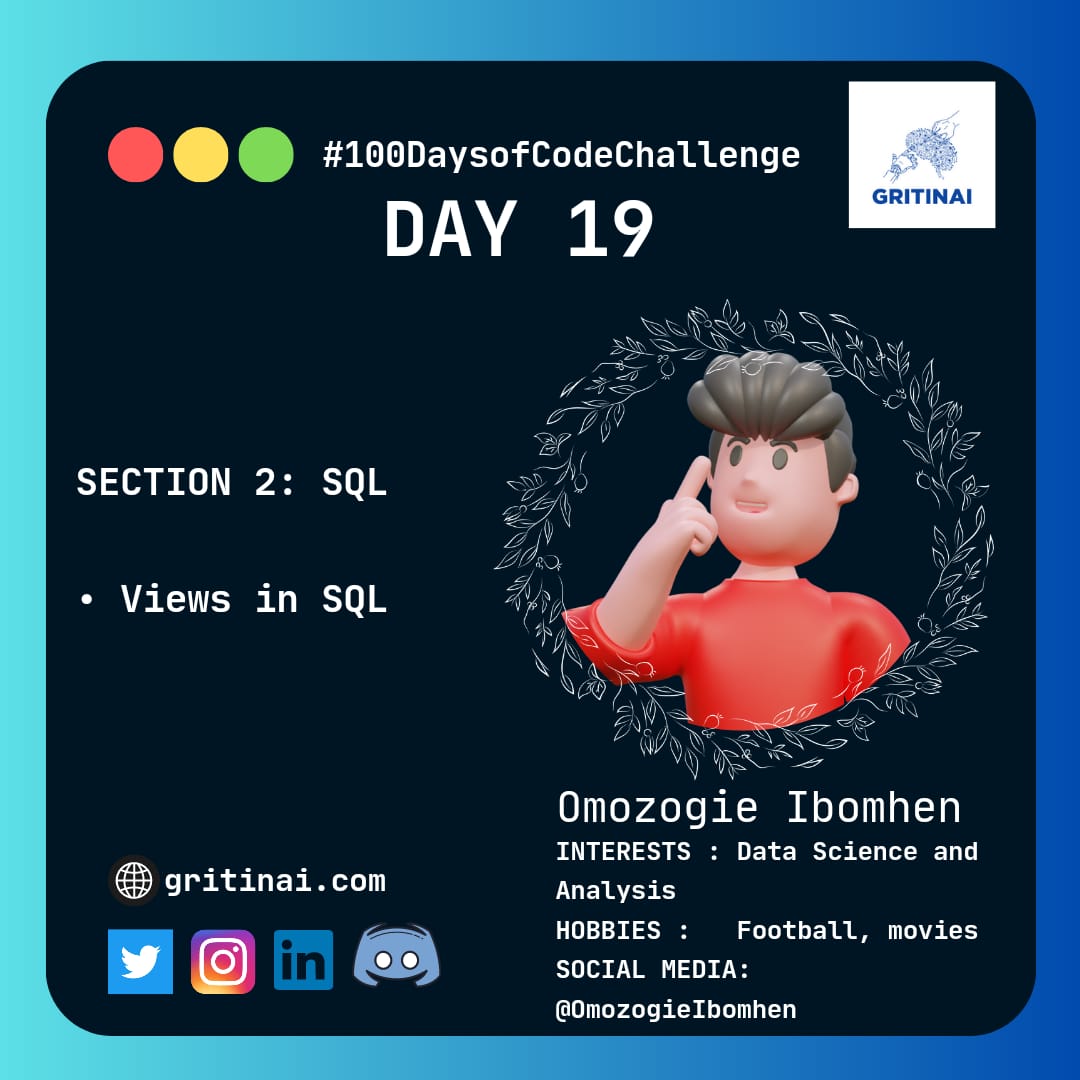 #100DaysofCodeChallenge
DAY 19
GRITINAI
SECTION 2: SQL
• Views in SQL
Omozogie Ibomhen
INTERESTS : Data Science and
Analysis
HOBBIES : Football, movies
SOCIAL MEDIA:
@OmozogieIbomhen
gritinai.com
in